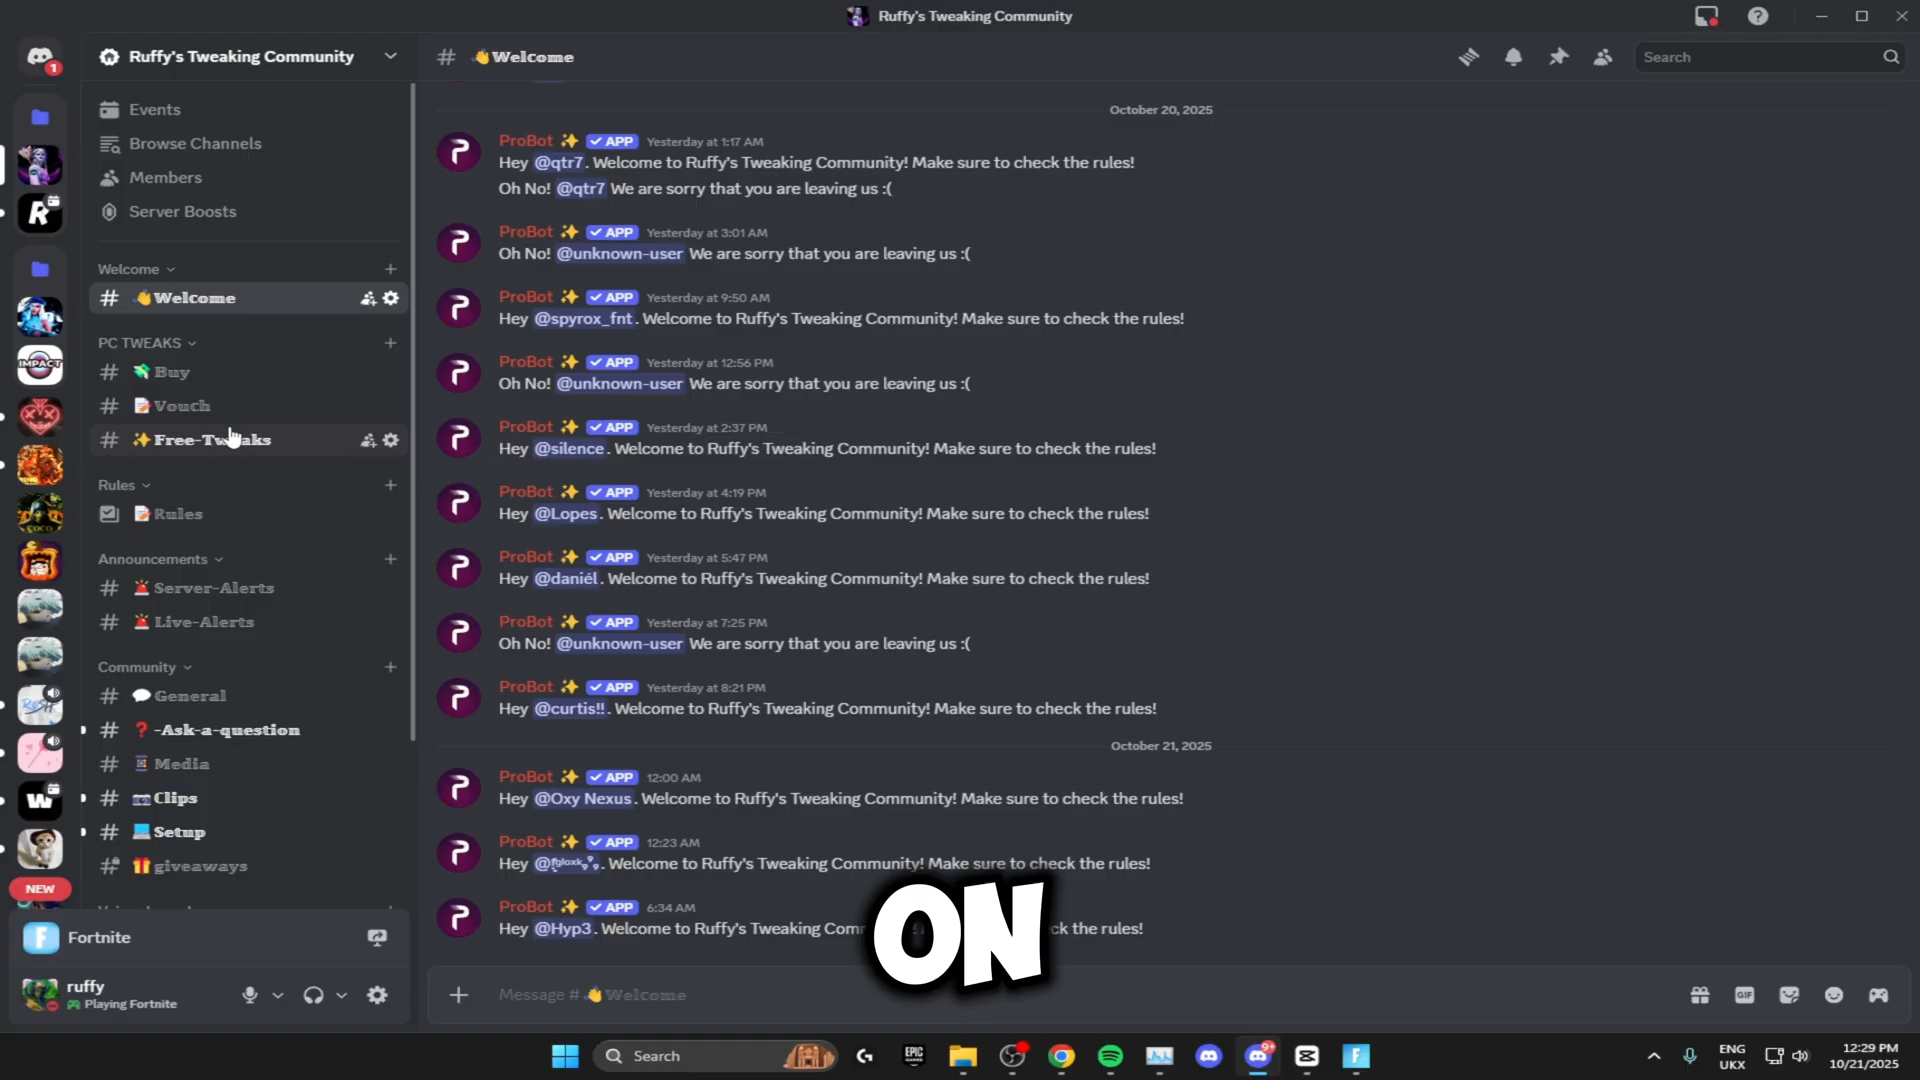 Ruffy's Tweaking Community
1
Ruffy's Tweaking Community
Events
Browse Channels
Members
Server Boosts
Welcome
# 👋Welcome
PC TWEAKS
# 💸Buy
# 📝Vouch
# ✨Free-Tweaks
Rules
📝Rules
Announcements
# 🚨Server-Alerts
# 🚨Live-Alerts
Community
# 💬General
# ❓-Ask-a-question
# Media
# 📷Clips
# 💻Setup
# 🎁giveaways
IMPACT
NEW
Fortnite
ruffy
Playing Fortnite
# 👋Welcome
Search
October 20, 2025
ProBot ✨ ✓ APP Yesterday at 1:17 AM
Hey @qtr7. Welcome to Ruffy's Tweaking Community! Make sure to check the rules!
Oh No! @qtr7 We are sorry that you are leaving us :(
ProBot ✨ ✓ APP Yesterday at 3:01 AM
Oh No! @unknown-user We are sorry that you are leaving us :(
ProBot ✨ ✓ APP Yesterday at 9:50 AM
Hey @spyrox_fnt. Welcome to Ruffy's Tweaking Community! Make sure to check the rules!
ProBot ✨ ✓ APP Yesterday at 12:56 PM
Oh No! @unknown-user We are sorry that you are leaving us :(
ProBot ✨ ✓ APP Yesterday at 2:37 PM
Hey @silence. Welcome to Ruffy's Tweaking Community! Make sure to check the rules!
ProBot ✨ ✓ APP Yesterday at 4:19 PM
Hey @Lopes. Welcome to Ruffy's Tweaking Community! Make sure to check the rules!
ProBot ✨ ✓ APP Yesterday at 5:47 PM
Hey @daniél. Welcome to Ruffy's Tweaking Community! Make sure to check the rules!
ProBot ✨ ✓ APP Yesterday at 7:25 PM
Oh No! @unknown-user We are sorry that you are leaving us :(
ProBot ✨ ✓ APP Yesterday at 8:21 PM
Hey @curtis!!. Welcome to Ruffy's Tweaking Community! Make sure to check the rules!
October 21, 2025
ProBot ✨ ✓ APP 12:00 AM
Hey @Oxy Nexus. Welcome to Ruffy's Tweaking Community! Make sure to check the rules!
ProBot ✨ ✓ APP 12:23 AM
Hey Welcome to Ruffy's Tweaking Community! Make sure to check the rules!
ProBot ✨ ✓ APP 6:34 AM
Hey @Hyp3. Welcome to Ruffy's Tweaking Com ck the rules!
ON
Message # 👋Welcome
GIF
Search
EPIC GAMES
9+
ENG
UKX
12:29 PM
10/21/2025